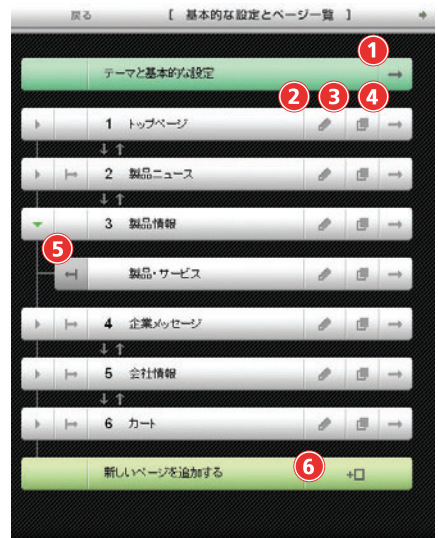 戻る [ 基本的な設定とページ一覧 ]
1
テーマと基本的な設定
2 3 4
1 トップページ
2 製品ニュース
3 製品情報
5
製品・サービス
4 企業メッセージ
5 会社情報
6 カート
新しいページを追加する 6